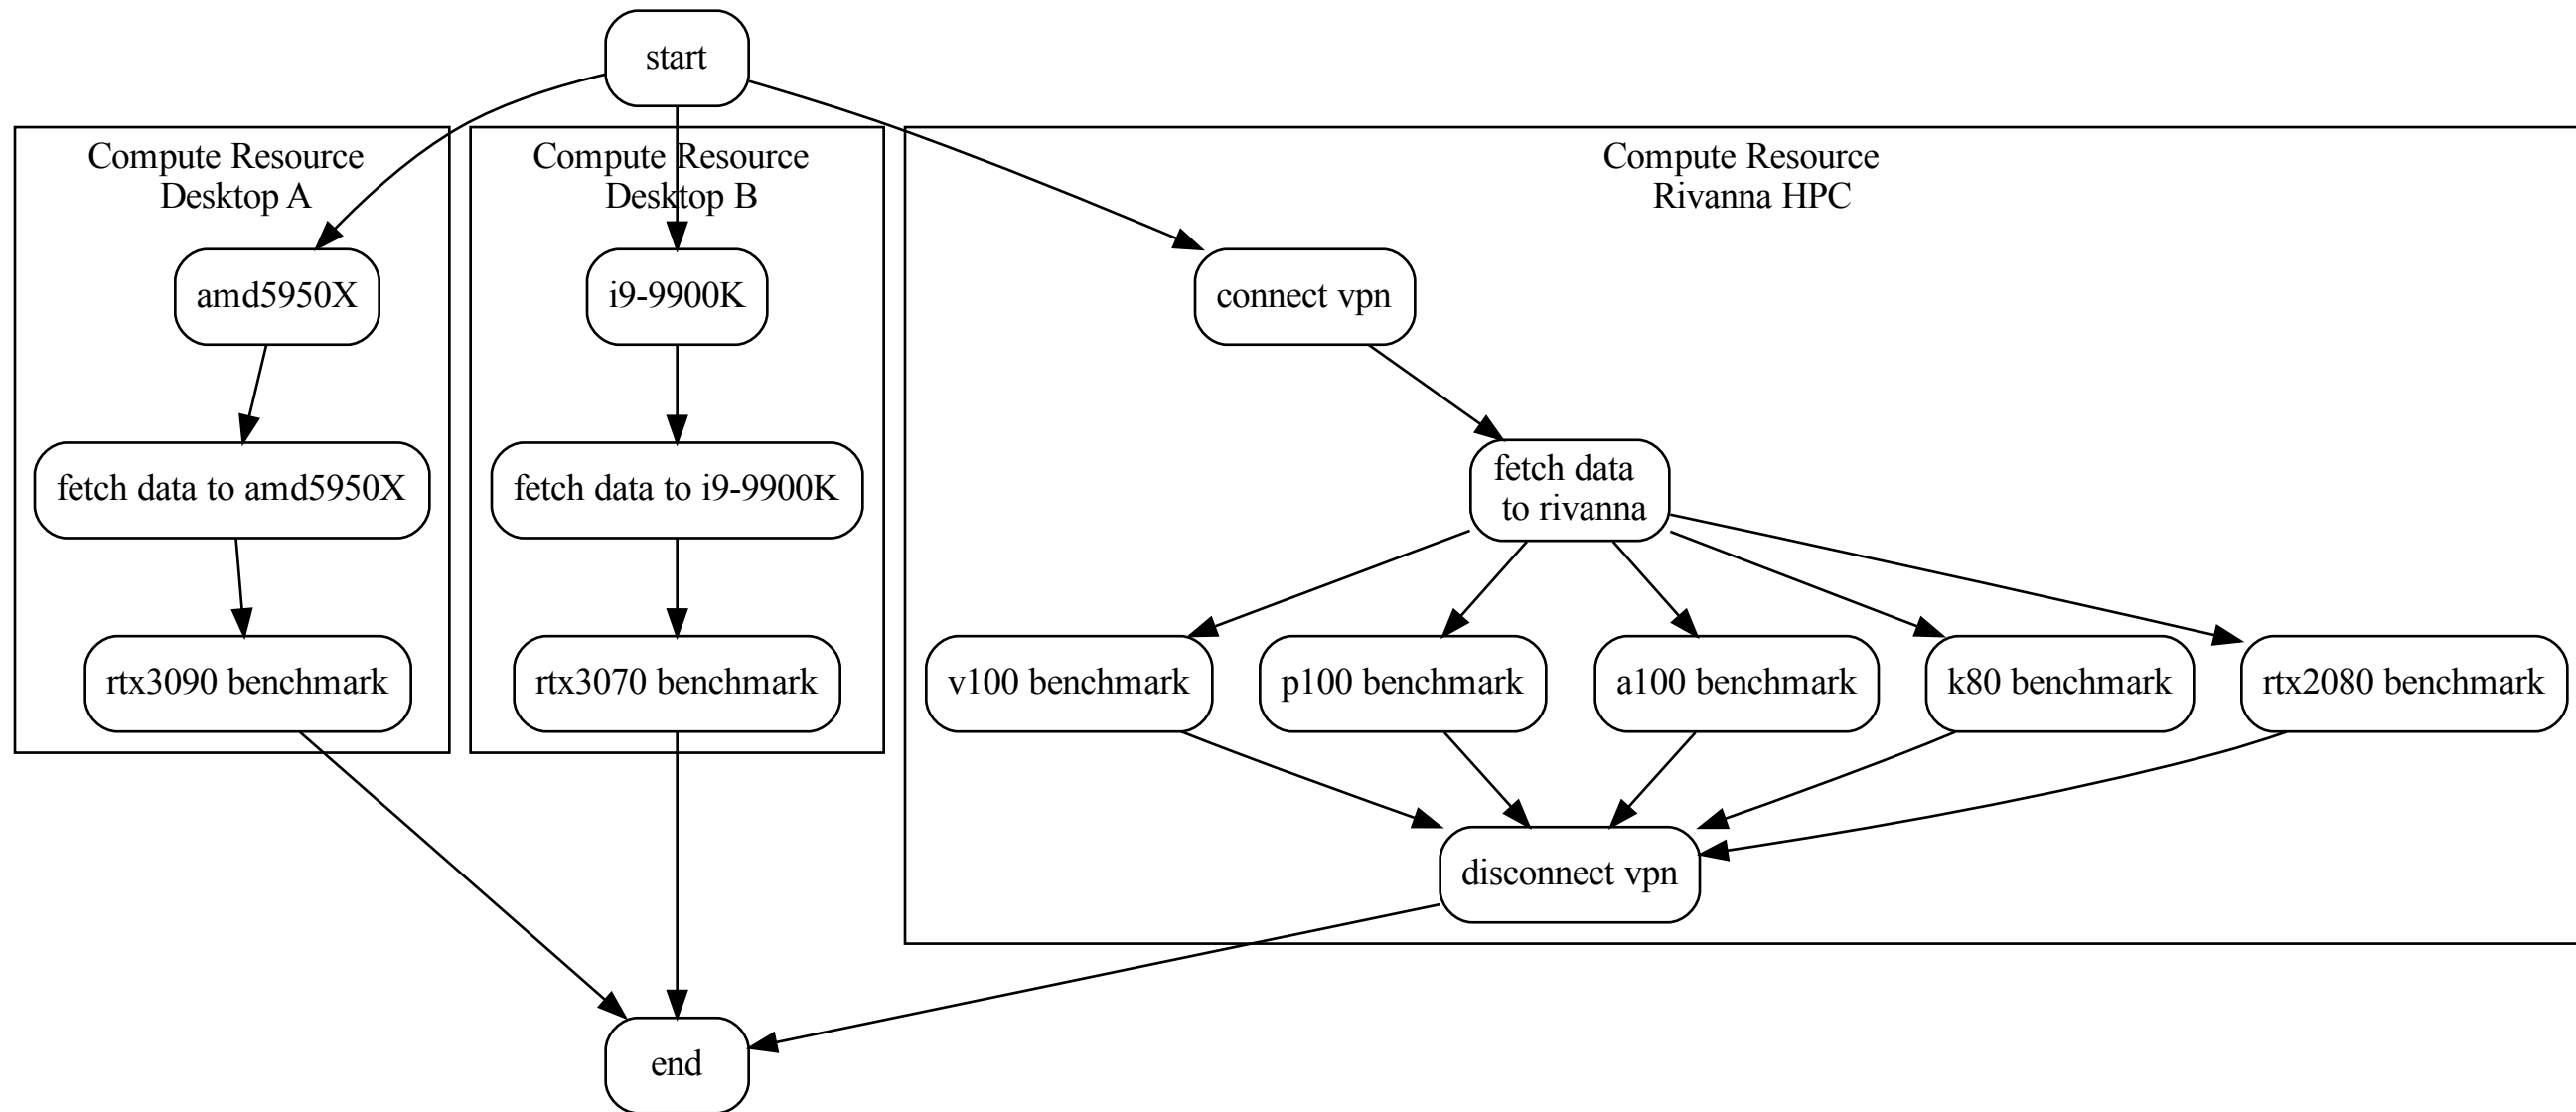 start
Compute Resource
Desktop A
Compute Resource
Desktop B
Compute Resource
Rivanna HPC
amd5950X
i9-9900K
connect vpn
fetch data to amd5950X
fetch data to i9-9900K
fetch data
to rivanna
rtx3090 benchmark
rtx3070 benchmark
v100 benchmark
p100 benchmark
a100 benchmark
k80 benchmark
rtx2080 benchmark
disconnect vpn
end